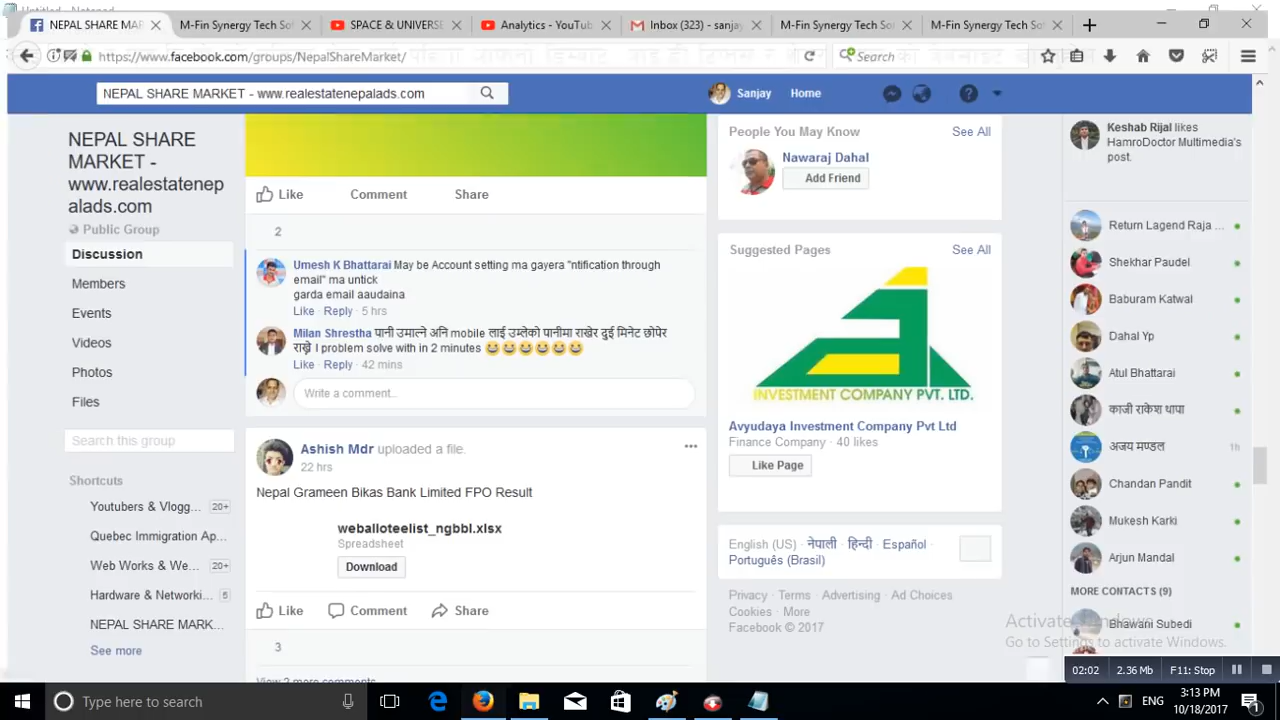 Untitled - Notepad
NEPAL SHARE MAR
M-Fin Synergy Tech Sof
SPACE & UNIVERSE
Analytics - YouTub
Inbox (323) - sanjay
M-Fin Synergy Tech Sof
M-Fin Synergy Tech Sof
https://www.facebook.com/groups/NepalShareMarket/
Search
NEPAL SHARE MARKET - www.realestatenepalads.com
Sanjay
Home
NEPAL SHARE
MARKET -
www.realestatenep
alads.com
Public Group
Discussion
Members
Events
Videos
Photos
Files
Search this group
Shortcuts
Youtubers & Vlogg... 20+
Quebec Immigration Ap...
Web Works & We... 20+
Hardware & Networki... 6
NEPAL SHARE MARK...
See more
Like Comment Share
2
Umesh K Bhattarai May be Account setting ma gayera "ntification through
email" ma untick
garda email aaudaina
Like · Reply · 5 hrs
Milan Shrestha पानी उमाल्ने अनि mobile लाई उम्लेको पानीमा राखेर दुई मिनेट छोपेर
राख्ने I problem solve with in 2 minutes
Like · Reply · 42 mins
Write a comment...
Ashish Mdr uploaded a file.
22 hrs
Nepal Grameen Bikas Bank Limited FPO Result
weballoteelist_ngbbl.xlsx
Spreadsheet
Download
Like Comment Share
3
View 2 more comments
People You May Know See All
Nawaraj Dahal
Add Friend
Suggested Pages See All
INVESTMENT COMPANY PVT. LTD.
Avyudaya Investment Company Pvt Ltd
Finance Company · 40 likes
Like Page
English (US) · नेपाली · हिन्दी · Español ·
Português (Brasil)
Privacy · Terms · Advertising · Ad Choices
Cookies · More
Facebook © 2017
Keshab Rijal likes
HamroDoctor Multimedia's
post.
Return Lagend Raja ...
Shekhar Paudel
Baburam Katwal
Dahal Yp
Atul Bhattarai
काजी राकेश थापा
अजय मण्डल 1h
Chandan Pandit
Mukesh Karki
Arjun Mandal
MORE CONTACTS (9)
Bhawani Subedi
Activate Windows
Go to Settings to activate Windows.
02:02 2.36 Mb F11: Stop
Type here to search
ENG
3:13 PM
10/18/2017
1